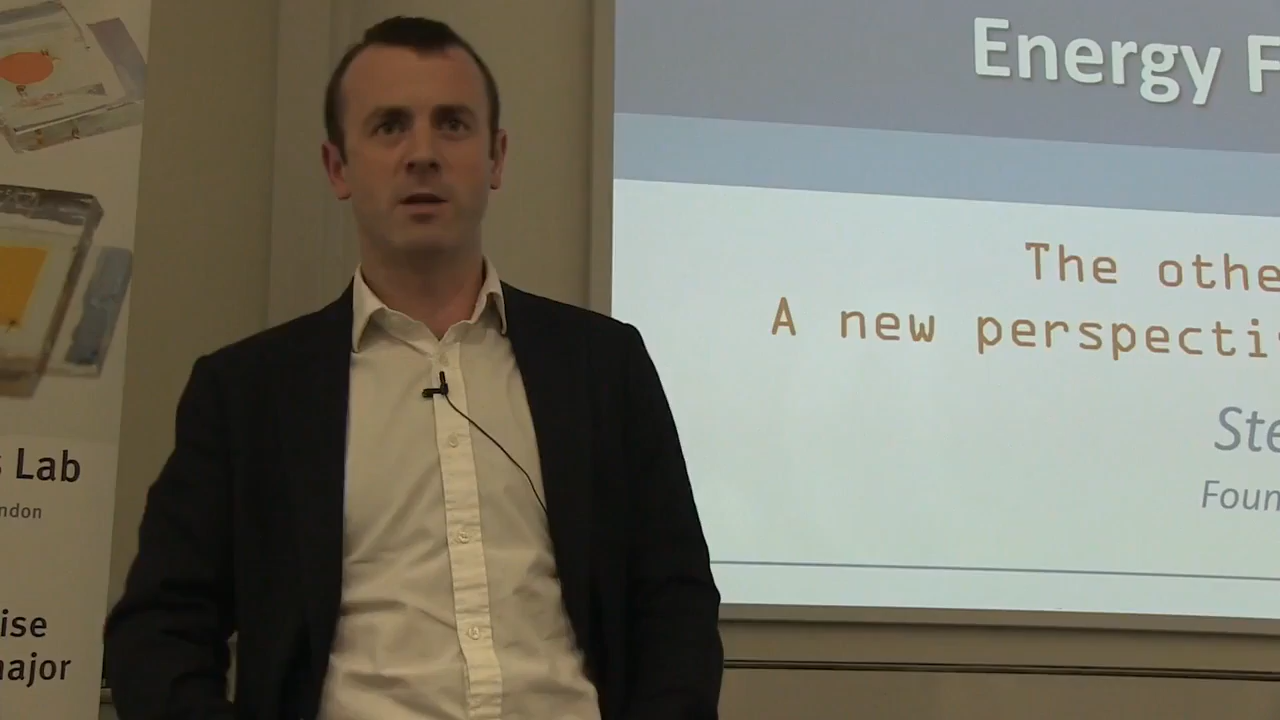 Energy F
The othe
A new perspecti
Ste
Foun
s Lab
ndon
ise
major